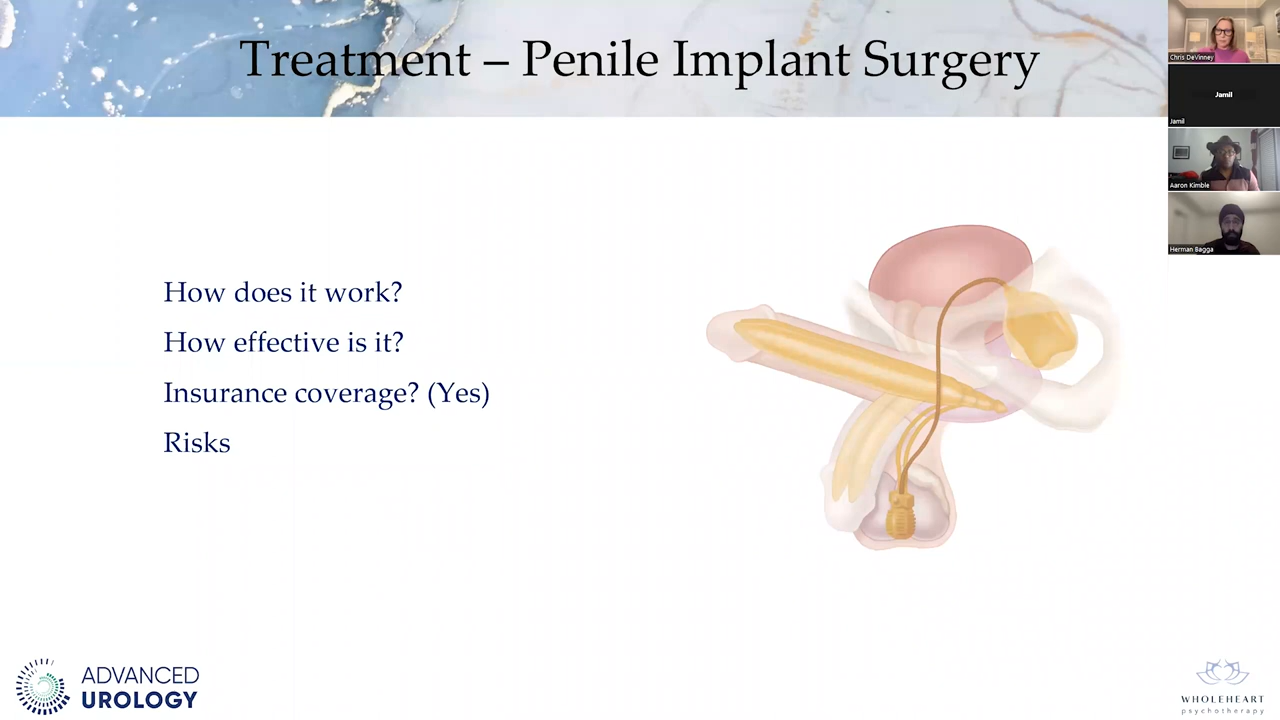 Treatment – Penile Implant Surgery
How does it work?
How effective is it?
Insurance coverage? (Yes)
Risks
ADVANCED
UROLOGY
WHOLEHEART
psychotherapy
Chris DeVinney
Jamil
Jamil
Aaron Kimble
Herman Bagga